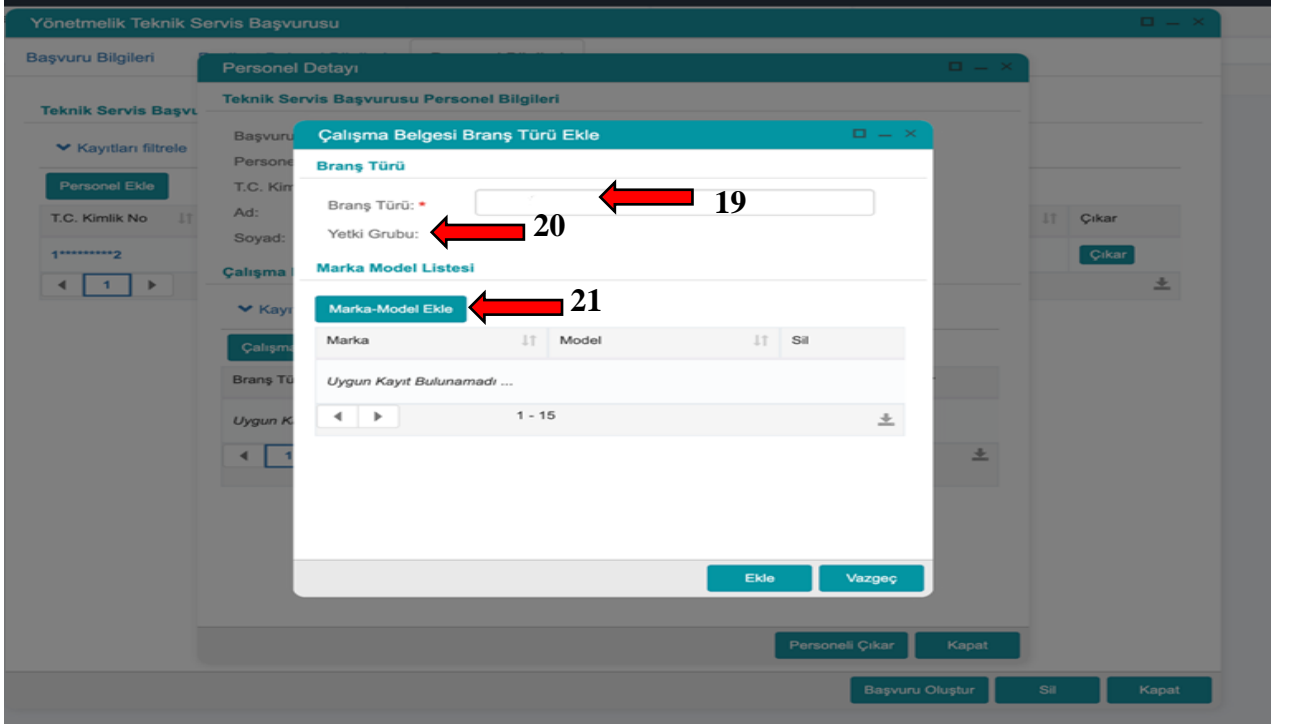 Yönetmelik Teknik Servis Başvurusu
Başvuru Bilgileri
Personel Detayı
Teknik Servis Başvurusu Personel Bilgileri
Teknik Servis Başvu
Çalışma Belgesi Branş Türü Ekle
Başvuru
Kayıtları filtrele
Persone
Branş Türü
Personel Ekle
T.C. Kim
Branş Türü: *
19
T.C. Kimlik No
Ad:
Çıkar
Yetki Grubu:
20
Soyad:
1*********2
Çıkar
Çalışma
Marka Model Listesi
1
Kayı
Marka-Model Ekle
21
Çalışma
Marka
Model
Sil
Branş Tü
Uygun Kayıt Bulunamadı ...
Uygun K
1 - 15
1
Ekle
Vazgeç
Personeli Çıkar
Kapat
Başvuru Oluştur
Sil
Kapat